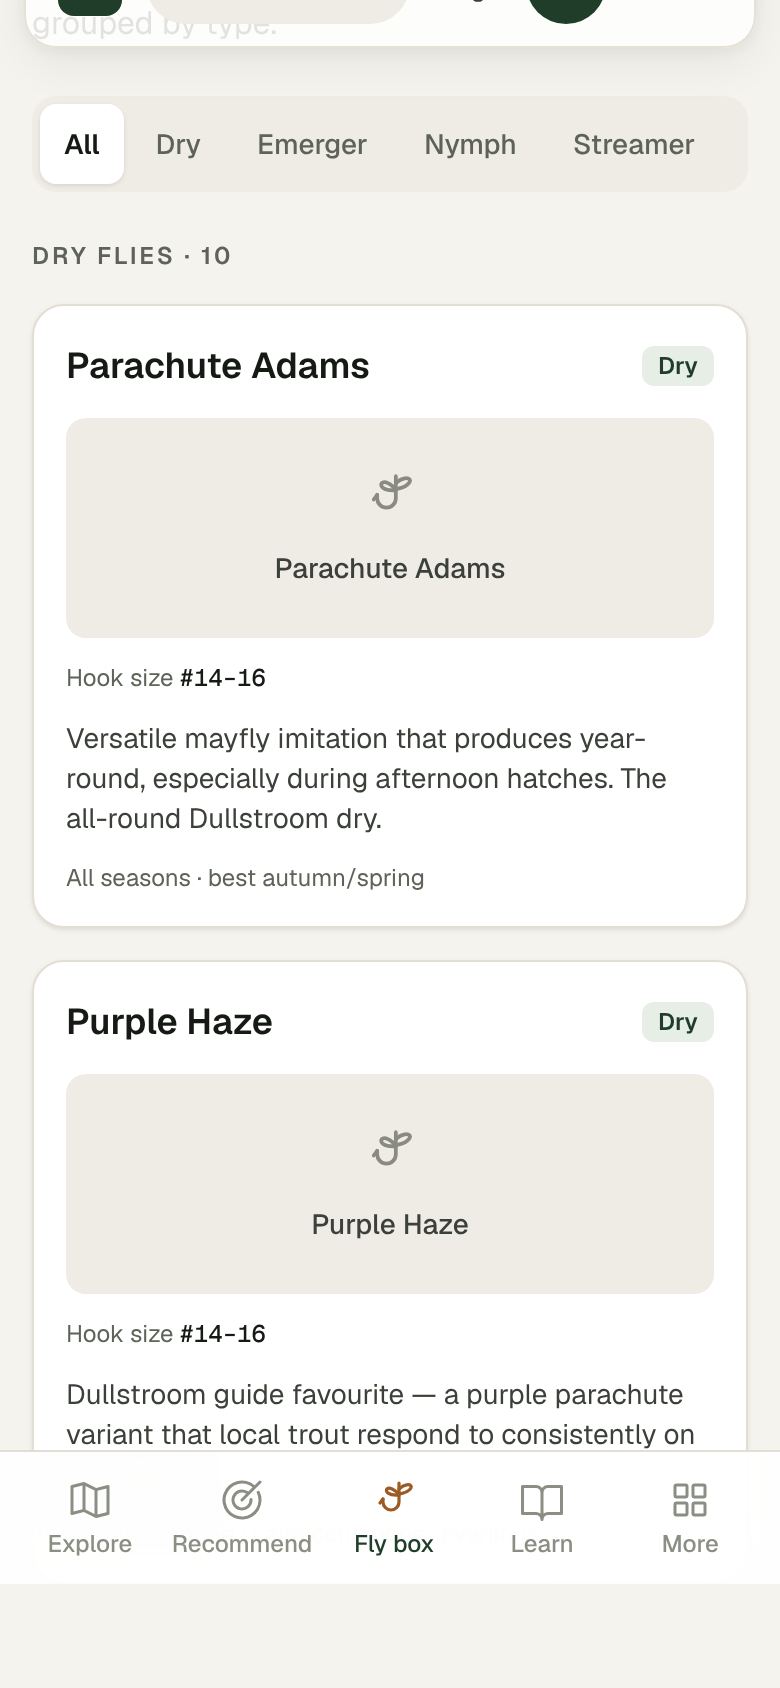 grouped by type.
All Dry Emerger Nymph Streamer
DRY FLIES · 10
Parachute Adams Dry
Parachute Adams
Hook size #14–16
Versatile mayfly imitation that produces year-
round, especially during afternoon hatches. The
all-round Dullstroom dry.
All seasons · best autumn/spring
Purple Haze Dry
Purple Haze
Hook size #14–16
Dullstroom guide favourite — a purple parachute
variant that local trout respond to consistently on
Explore Recommend Fly box Learn More